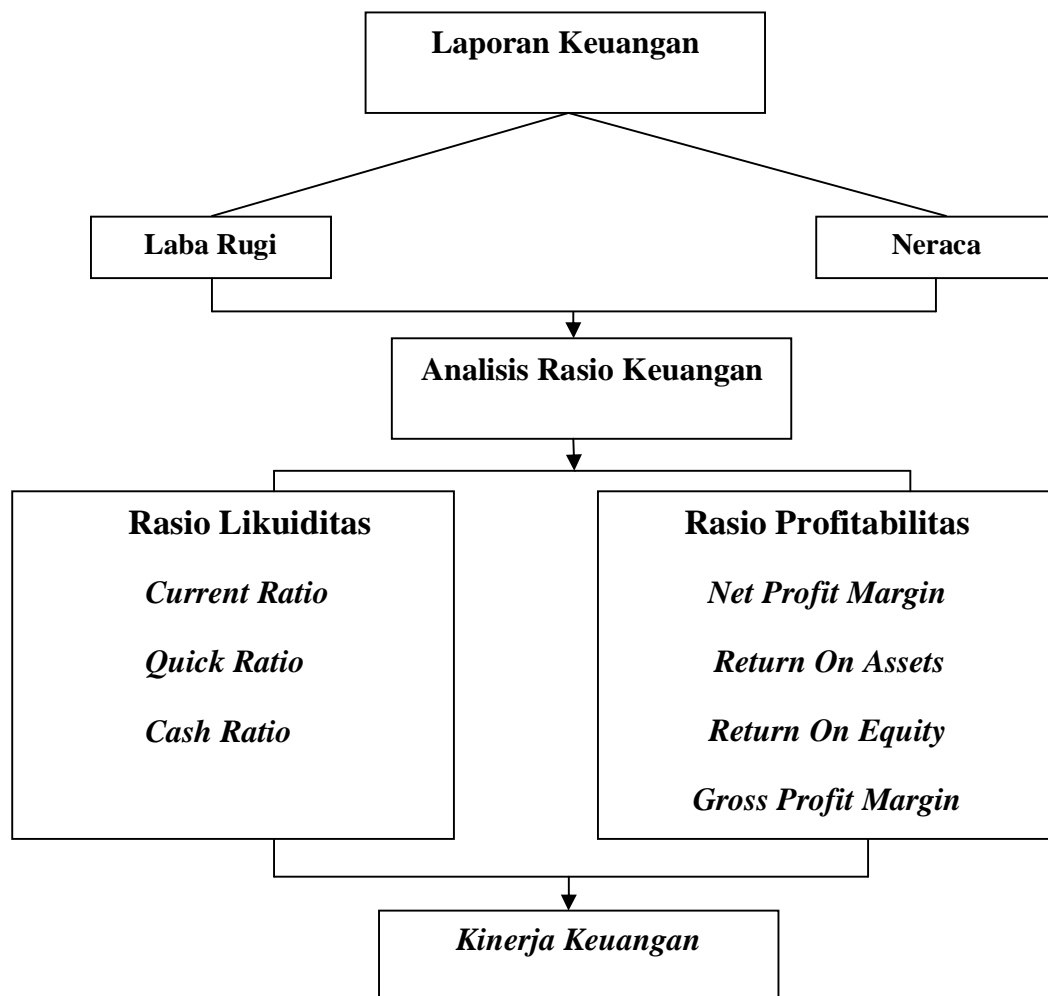 Laporan Keuangan
Laba Rugi
Neraca
Analisis Rasio Keuangan
Rasio Likuiditas
Current Ratio
Quick Ratio
Cash Ratio
Rasio Profitabilitas
Net Profit Margin
Return On Assets
Return On Equity
Gross Profit Margin
Kinerja Keuangan